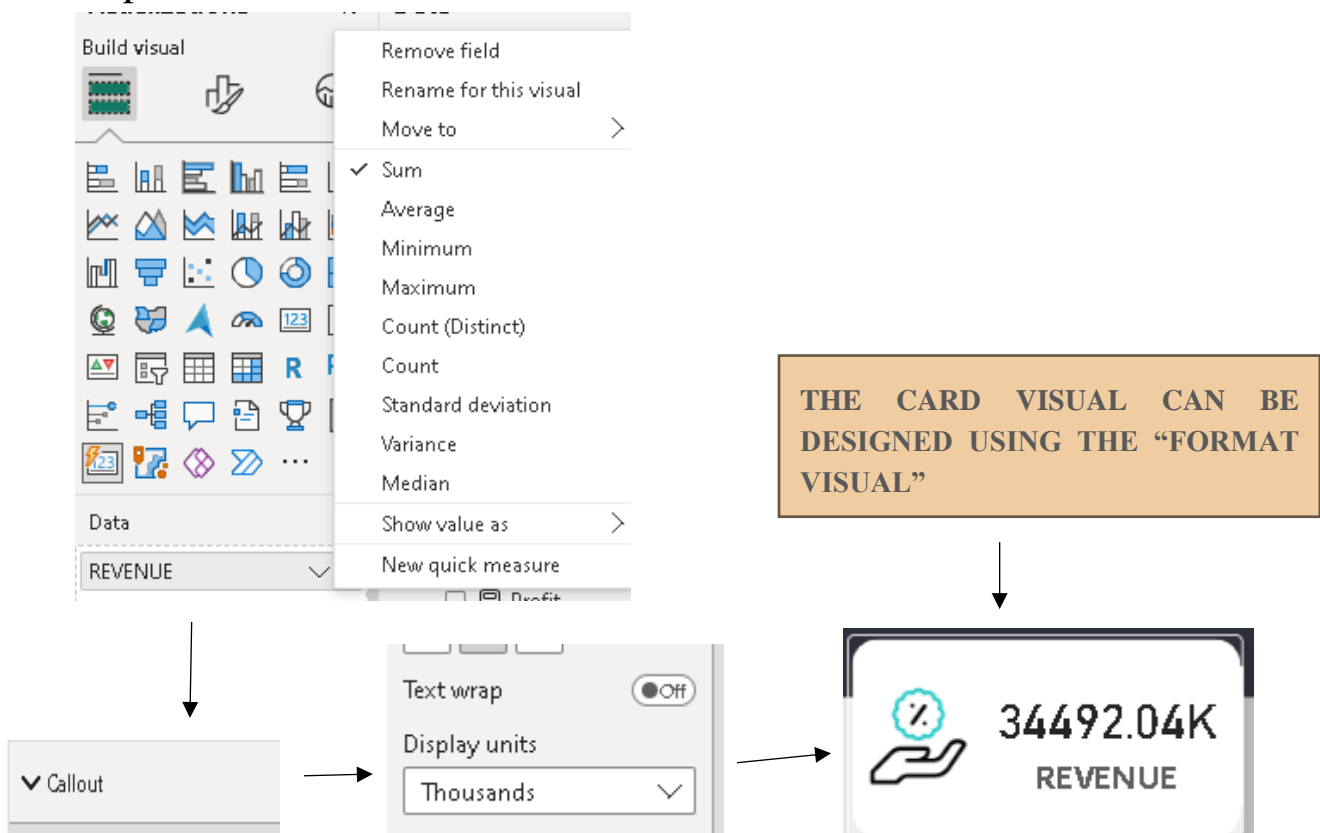 Build visual
Remove field
Rename for this visual
Move to
Sum
Average
Minimum
Maximum
Count (Distinct)
Count
Standard deviation
Variance
Median
Show value as
New quick measure
123
R
123
Data
REVENUE
Profit
THE CARD VISUAL CAN BE
DESIGNED USING THE “FORMAT
VISUAL”
Callout
Text wrap
Off
Display units
Thousands
34492.04K
REVENUE